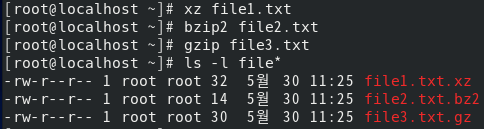 [root@localhost ~]# xz file1.txt
[root@localhost ~]# bzip2 file2.txt
[root@localhost ~]# gzip file3.txt
[root@localhost ~]# ls -l file*
-rw-r--r-- 1 root root 32  5월  30 11:25 file1.txt.xz
-rw-r--r-- 1 root root 14  5월  30 11:25 file2.txt.bz2
-rw-r--r-- 1 root root 30  5월  30 11:25 file3.txt.gz